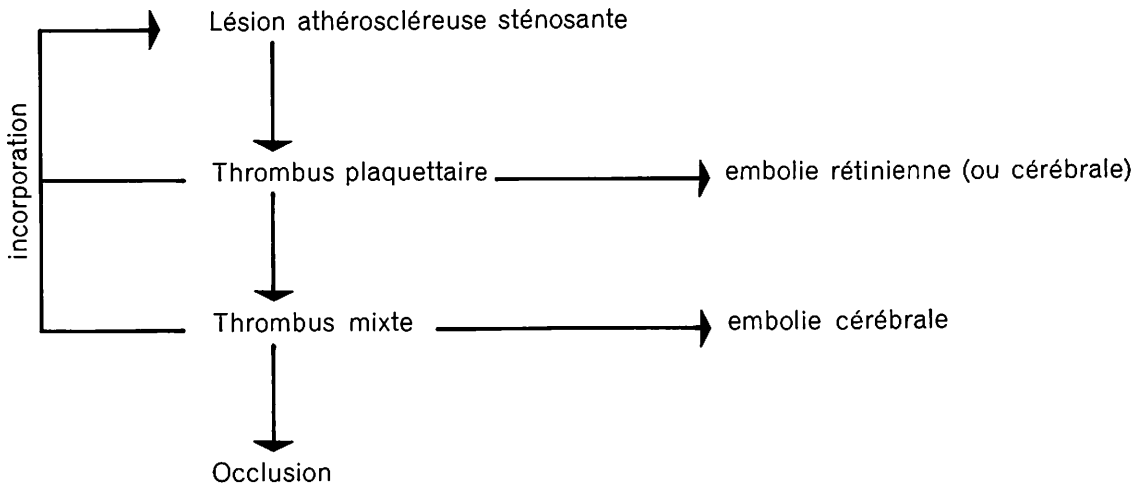 Lésion athéroscléreuse sténosante
incorporation
Thrombus plaquettaire
embolie rétinienne (ou cérébrale)
Thrombus mixte
embolie cérébrale
Occlusion